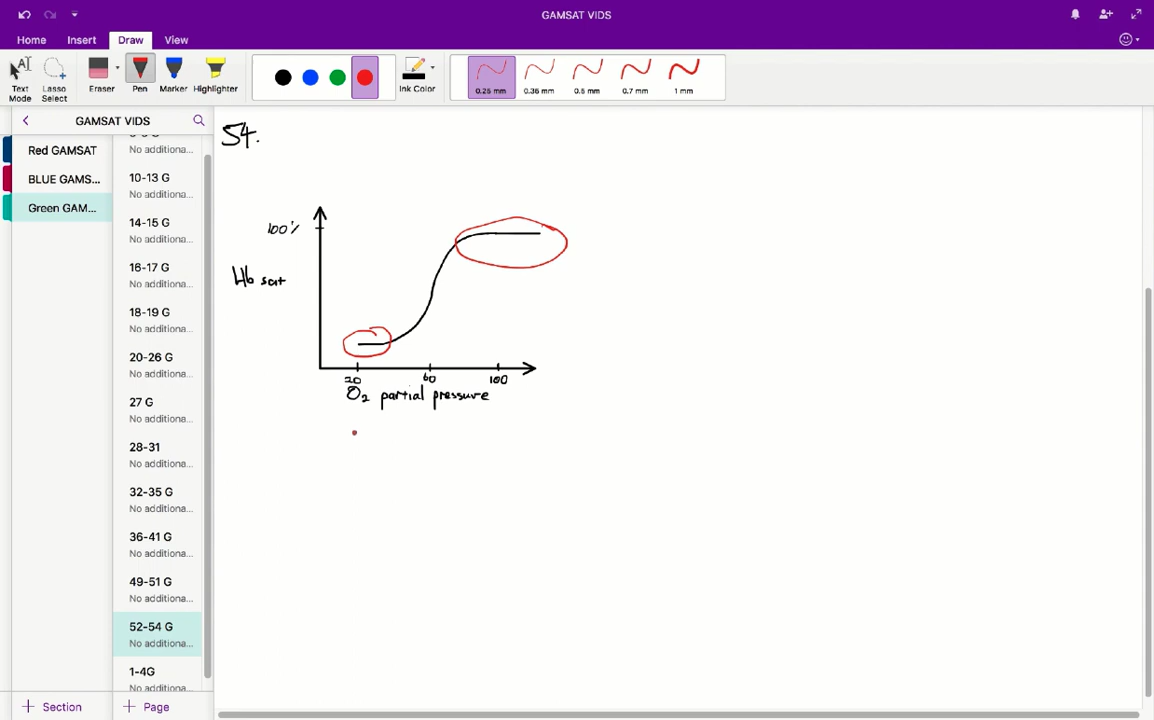 GAMSAT VIDS
Home Insert Draw View
Text Mode
Lasso Select
Eraser
Pen
Marker
Highlighter
Ink Color
0.25 mm
0.35 mm
0.5 mm
0.7 mm
1 mm
GAMSAT VIDS
Red GAMSAT
BLUE GAMS...
Green GAM...
No additiona...
10-13 G
No additiona...
14-15 G
No additiona...
16-17 G
No additiona...
18-19 G
No additiona...
20-26 G
No additiona...
27 G
No additiona...
28-31
No additiona...
32-35 G
No additiona...
36-41 G
No additiona...
49-51 G
No additiona...
52-54 G
No additiona...
1-4G
No additiona...
+ Section
+ Page
54.
100%
Hb sat
20 60 100
O₂ partial pressure